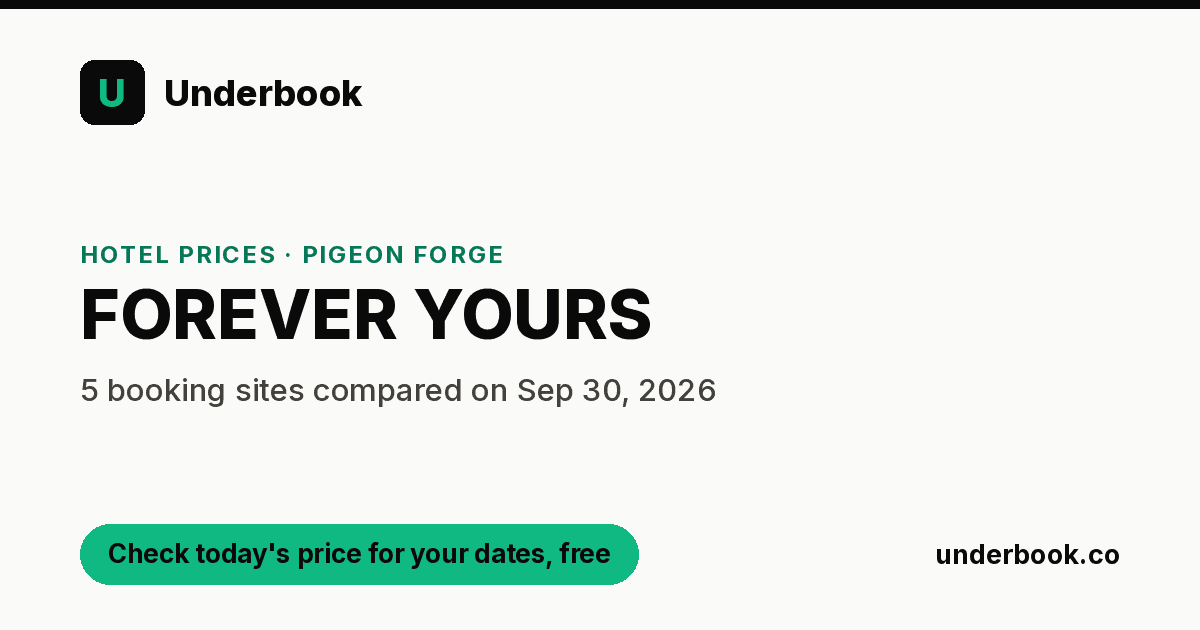 U Underbook
HOTEL PRICES · PIGEON FORGE
FOREVER YOURS
5 booking sites compared on Sep 30, 2026
Check today's price for your dates, free
underbook.co